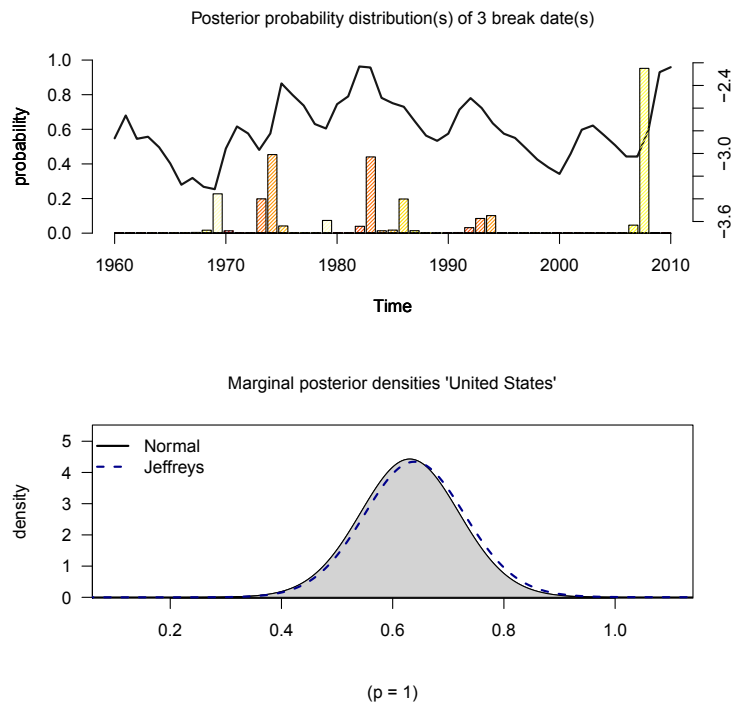 Posterior probability distribution(s) of 3 break date(s)
probability
1.0
0.8
0.6
0.4
0.2
0.0
−2.4
−3.0
−3.6
1960 1970 1980 1990 2000 2010
Time
Marginal posterior densities 'United States'
density
5
4
3
2
1
0
Normal
Jeffreys
0.2 0.4 0.6 0.8 1.0
(p = 1)